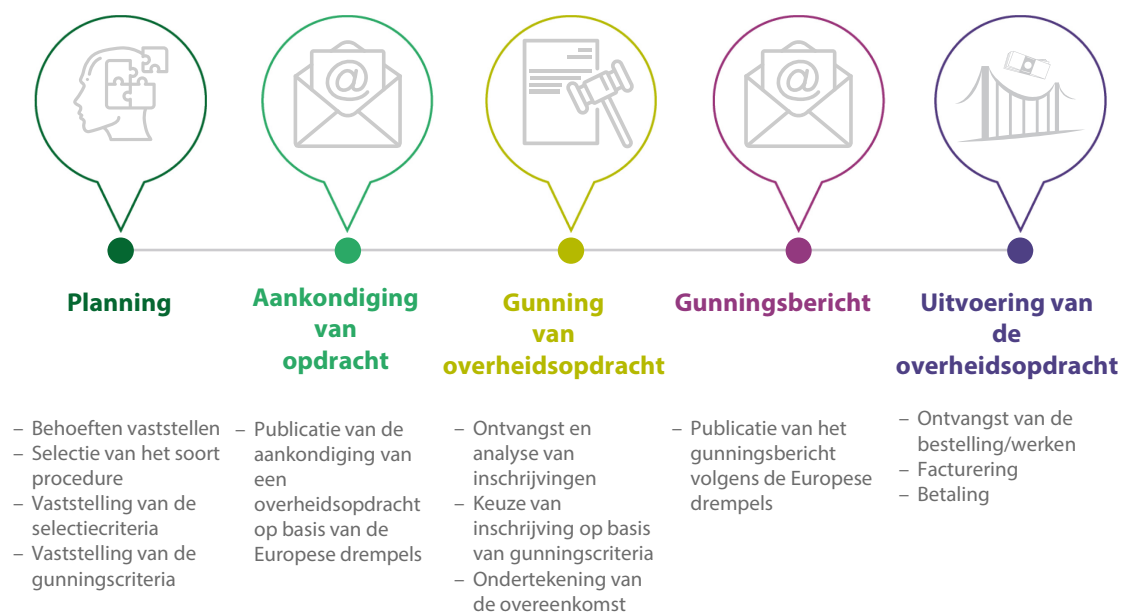 @
@
Planning
Aankondiging
van
opdracht
Gunning
van
overheidsopdracht
Gunningsbericht
Uitvoering van
de
overheidsopdracht
– Behoeften vaststellen
– Selectie van het soort
procedure
– Vaststelling van de
selectiecriteria
– Vaststelling van de
gunningscriteria
– Publicatie van de
aankondiging van
een
overheidsopdracht
op basis van de
Europese drempels
– Ontvangst en
analyse van
inschrijvingen
– Keuze van
inschrijving op basis
van gunningscriteria
– Ondertekening van
de overeenkomst
– Publicatie van het
gunningsbericht
volgens de Europese
drempels
– Ontvangst van de
bestelling/werken
– Facturering
– Betaling